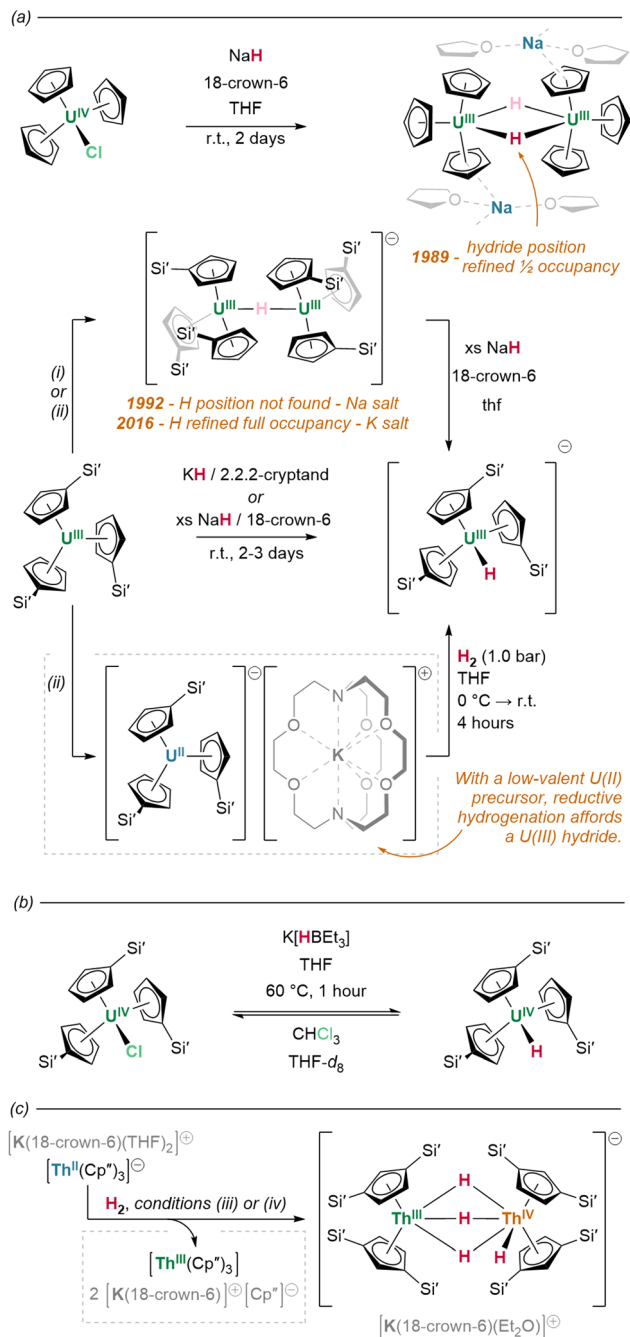 (a)
NaH
18-crown-6
THF
r.t., 2 days
U^IV
Cl
Na
O
O
U^III
H
H
U^III
Na
O
O
1989 - hydride position
refined ½ occupancy
Si′
Si′
Si′
U^III
H
U^III
Si′
Si′
Si′
⊖
(i)
or
(ii)
1992 - H position not found - Na salt
2016 - H refined full occupancy - K salt
xs NaH
18-crown-6
thf
Si′
U^III
Si′
Si′
KH / 2.2.2-cryptand
or
xs NaH / 18-crown-6
r.t., 2-3 days
⊖
Si′
U^III
H
Si′
Si′
(ii)
⊖
Si′
U^II
Si′
Si′
⊕
N
O
O
O
K
O
O
O
N
H2 (1.0 bar)
THF
0 °C → r.t.
4 hours
With a low-valent U(II)
precursor, reductive
hydrogenation affords
a U(III) hydride.
(b)
Si′
U^IV
Cl
Si′
Si′
K[HBEt3]
THF
60 °C, 1 hour
CHCl3
THF-d8
Si′
U^IV
H
Si′
Si′
(c)
[K(18-crown-6)(THF)2]⊕
[Th^II(Cp″)3]⊖
H2, conditions (iii) or (iv)
[Th^III(Cp″)3]
2 [K(18-crown-6)]⊕[Cp″]⊖
⊖
Si′
Si′
Si′
Si′
H
Th^III
H
Th^IV
H
H
Si′
Si′
Si′
Si′
[K(18-crown-6)(Et2O)]⊕